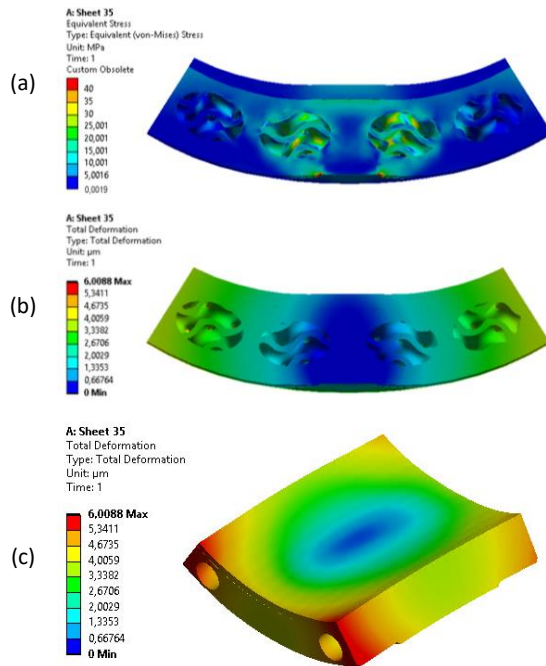 (a)
A: Sheet 35
Equivalent Stress
Type: Equivalent (von-Mises) Stress
Unit: MPa
Time: 1
Custom Obsolete
40
35
30
25,001
20,001
15,001
10,001
5,0016
0,0019
(b)
A: Sheet 35
Total Deformation
Type: Total Deformation
Unit: µm
Time: 1
6,0088 Max
5,3411
4,6735
4,0059
3,3382
2,6706
2,0029
1,3353
0,66764
0 Min
(c)
A: Sheet 35
Total Deformation
Type: Total Deformation
Unit: µm
Time: 1
6,0088 Max
5,3411
4,6735
4,0059
3,3382
2,6706
2,0029
1,3353
0,66764
0 Min